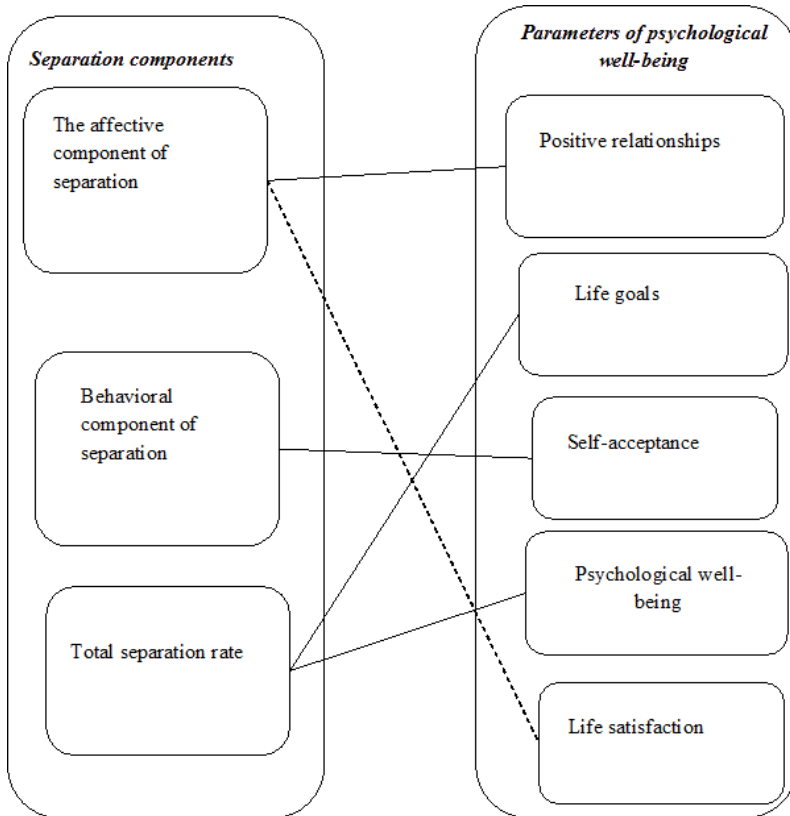 Separation components
The affective
component of
separation
Behavioral
component of
separation
Total separation rate
Parameters of psychological
well-being
Positive relationships
Life goals
Self-acceptance
Psychological well-
being
Life satisfaction